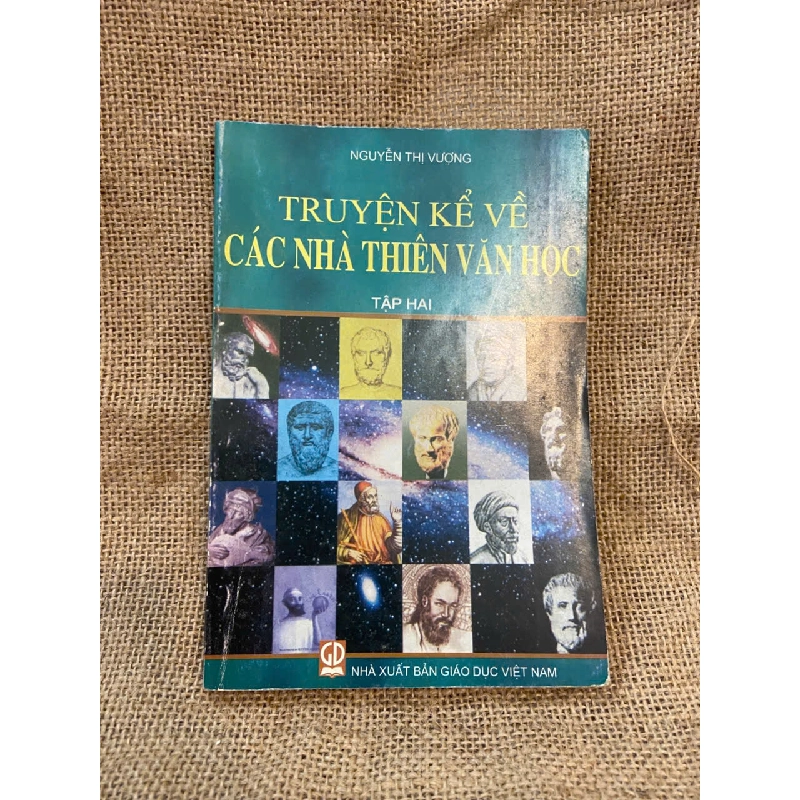 NGUYỄN THỊ VƯỢNG
TRUYỆN KỂ VỀ
CÁC NHÀ THIÊN VĂN HỌC
TẬP HAI
GD
NHÀ XUẤT BẢN GIÁO DỤC VIỆT NAM